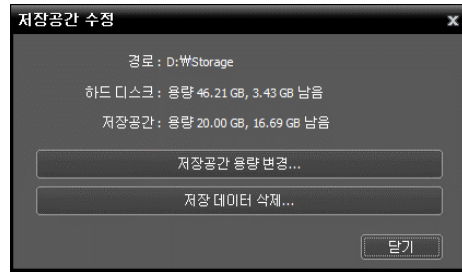 저장공간 수정
x
경로 : D:₩Storage
하드 디스크 : 용량 46.21 GB, 3.43 GB 남음
저장공간 : 용량 20.00 GB, 16.69 GB 남음
저장공간 용량 변경...
저장 데이터 삭제...
닫기